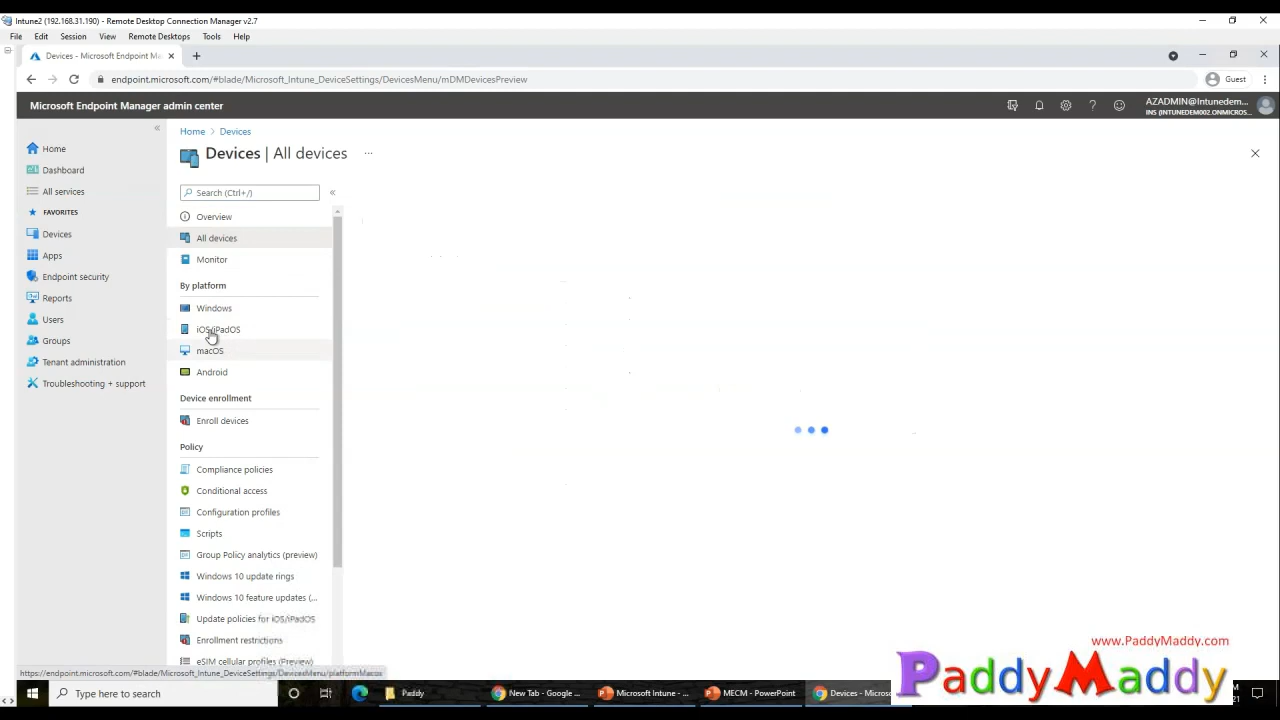 Intune2 (192.168.31.190) - Remote Desktop Connection Manager v2.7
File Edit Session View Remote Desktops Tools Help
Devices - Microsoft Endpoint Ma
endpoint.microsoft.com/#blade/Microsoft_Intune_DeviceSettings/DevicesMenu/mDMDevicesPreview
Guest
Microsoft Endpoint Manager admin center
AZADMIN@Intunedem...
INS (INTUNEDEM002.ONMICROS...
Home
Dashboard
All services
FAVORITES
Devices
Apps
Endpoint security
Reports
Users
Groups
Tenant administration
Troubleshooting + support
Home > Devices
Devices | All devices ...
Search (Ctrl+/)
Overview
All devices
Monitor
By platform
Windows
iOS/iPadOS
macOS
Android
Device enrollment
Enroll devices
Policy
Compliance policies
Conditional access
Configuration profiles
Scripts
Group Policy analytics (preview)
Windows 10 update rings
Windows 10 feature updates (...
Update policies for iOS/iPadOS
Enrollment restrictions
eSIM cellular profiles (Preview)
https://endpoint.microsoft.com/#blade/Microsoft_Intune_DeviceSettings/DevicesMenu/platformMacos
www.PaddyMaddy.com
PaddyMaddy
Type here to search
Paddy
New Tab - Google ...
Microsoft Intune - ...
MECM - PowerPoint
Devices - Microso